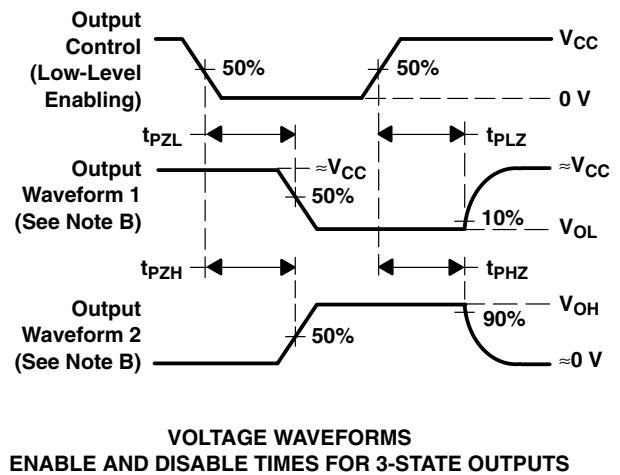 Output
Control
(Low-Level
Enabling)
VCC
50%
50%
0 V
tPZL
tPLZ
Output
Waveform 1
(See Note B)
≈VCC
≈VCC
50%
10%
VOL
tPZH
tPHZ
Output
Waveform 2
(See Note B)
VOH
50%
90%
≈0 V
VOLTAGE WAVEFORMS
ENABLE AND DISABLE TIMES FOR 3-STATE OUTPUTS